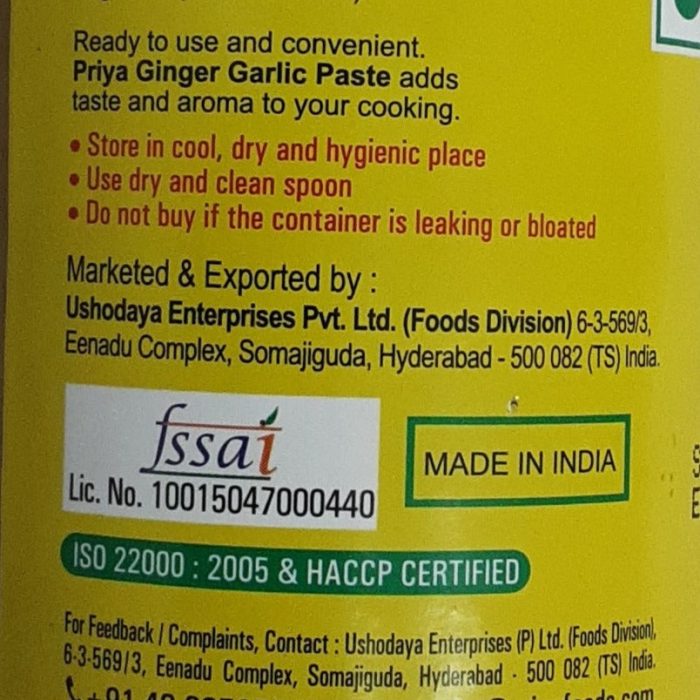 Ready to use and convenient.
Priya Ginger Garlic Paste adds
taste and aroma to your cooking.
• Store in cool, dry and hygienic place
• Use dry and clean spoon
• Do not buy if the container is leaking or bloated
Marketed & Exported by :
Ushodaya Enterprises Pvt. Ltd. (Foods Division) 6-3-569/3,
Eenadu Complex, Somajiguda, Hyderabad - 500 082 (TS) India.
fssai
Lic. No. 10015047000440
MADE IN INDIA
ISO 22000 : 2005 & HACCP CERTIFIED
For Feedback / Complaints, Contact : Ushodaya Enterprises (P) Ltd. (Foods Division),
6-3-569/3, Eenadu Complex, Somajiguda, Hyderabad - 500 082 (TS) India.